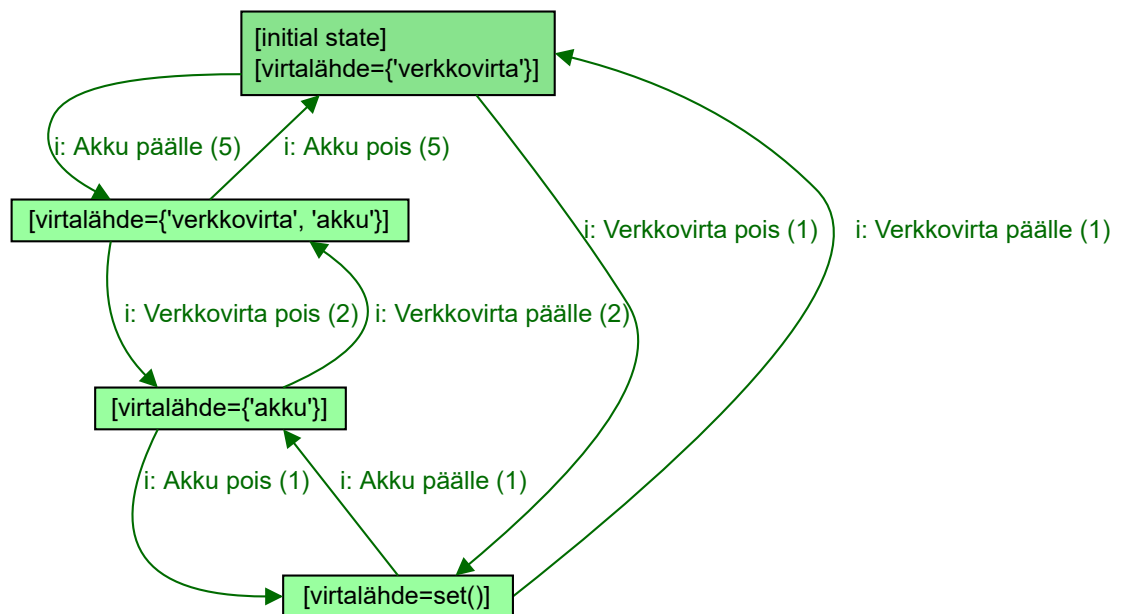 [initial state]
[virtalähde={'verkkovirta'}]
i: Akku päälle (5)
i: Akku pois (5)
[virtalähde={'verkkovirta', 'akku'}]
i: Verkkovirta pois (1)
i: Verkkovirta päälle (1)
i: Verkkovirta pois (2)
i: Verkkovirta päälle (2)
[virtalähde={'akku'}]
i: Akku pois (1)
i: Akku päälle (1)
[virtalähde=set()]